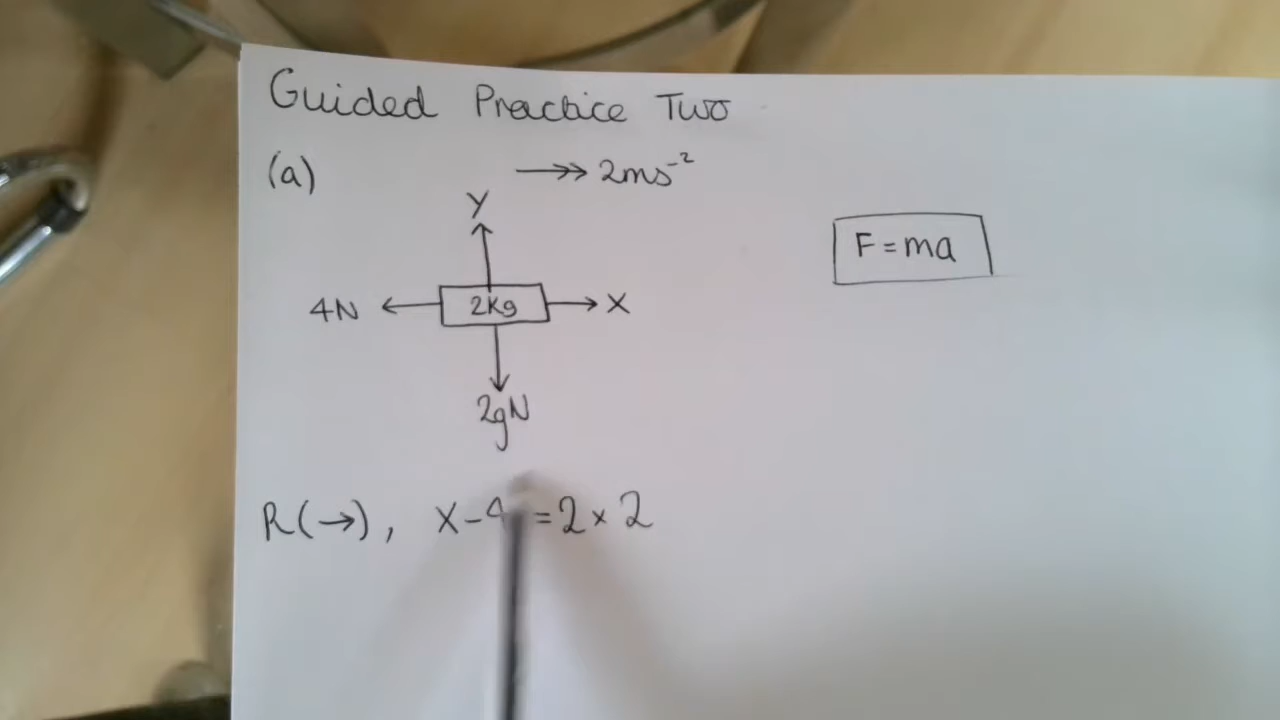 Guided Practice Two
(a) →>> 2ms⁻²
Y
F=ma
4N 2Kg X
2gN
R(→), X-4=2×2